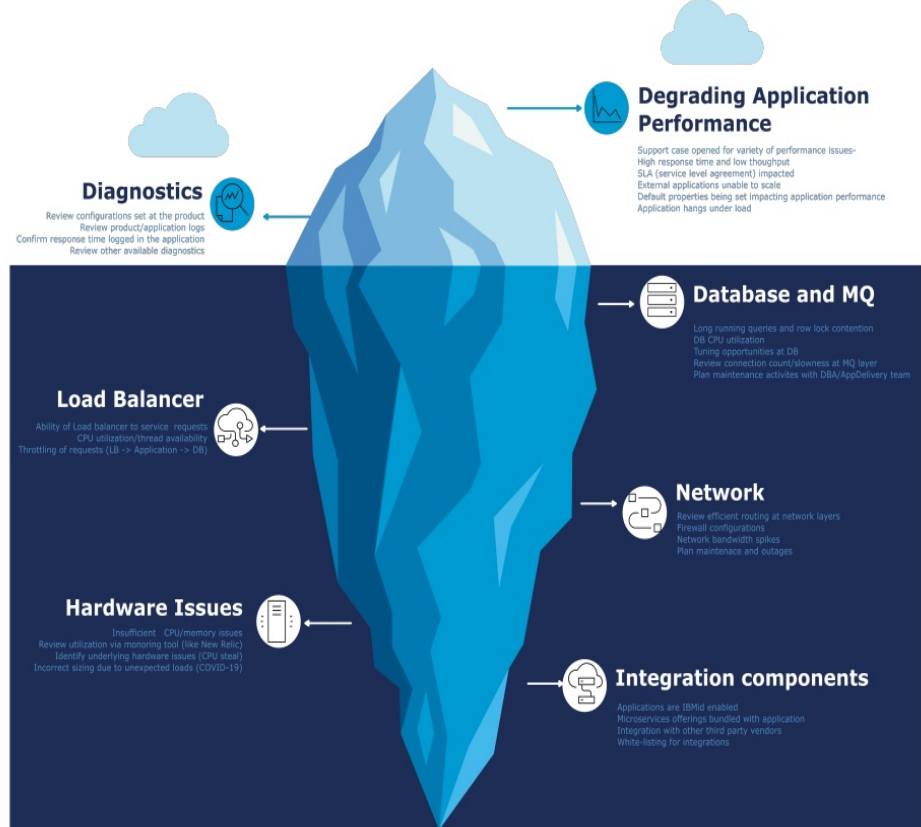 Degrading Application
Performance
Support case opened for variety of performance issues-
High response time and low thoughput
SLA (service level agreement) impacted
External applications unable to scale
Default properties being set impacting application performance
Application hangs under load
Diagnostics
Review configurations set at the product
Review product/application logs
Confirm response time logged in the application
Review other available diagnostics
Database and MQ
Long running queries and row lock contention
DB CPU utilization
Tuning opportunities at DB
Review connection count/slowness at MQ layer
Plan maintenance activites with DBA/AppDelivery team
Load Balancer
Ability of Load balancer to service requests
CPU utilization/thread availability
Throttling of requests (LB -> Application -> DB)
Network
Review efficient routing at network layers
Firewall configurations
Network bandwidth spikes
Plan maintenace and outages
Hardware Issues
Insufficient CPU/memory issues
Review utilization via monoring tool (like New Relic)
Identify underlying hardware issues (CPU steal)
Incorrect sizing due to unexpected loads (COVID-19)
Integration components
Applications are IBMid enabled
Microservices offerings bundled with application
Integration with other third party vendors
White-listing for integrations